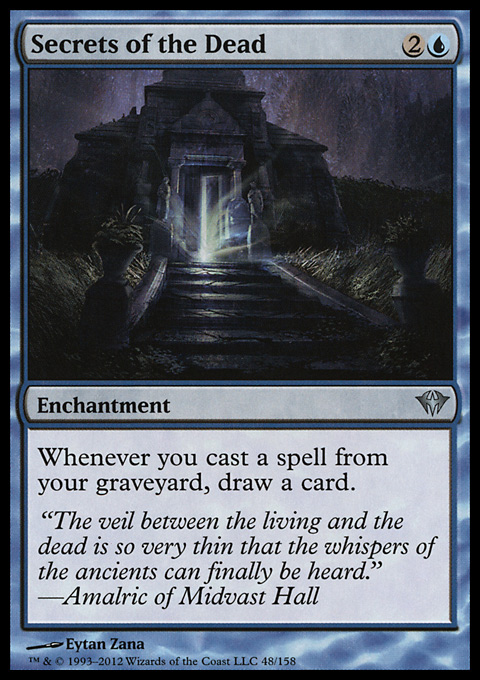 Secrets of the Dead 2
Enchantment
Whenever you cast a spell from
your graveyard, draw a card.
“The veil between the living and the
dead is so very thin that the whispers of
the ancients can finally be heard.”
—Amalric of Midvast Hall
Eytan Zana
™ & © 1993–2012 Wizards of the Coast LLC 48/158